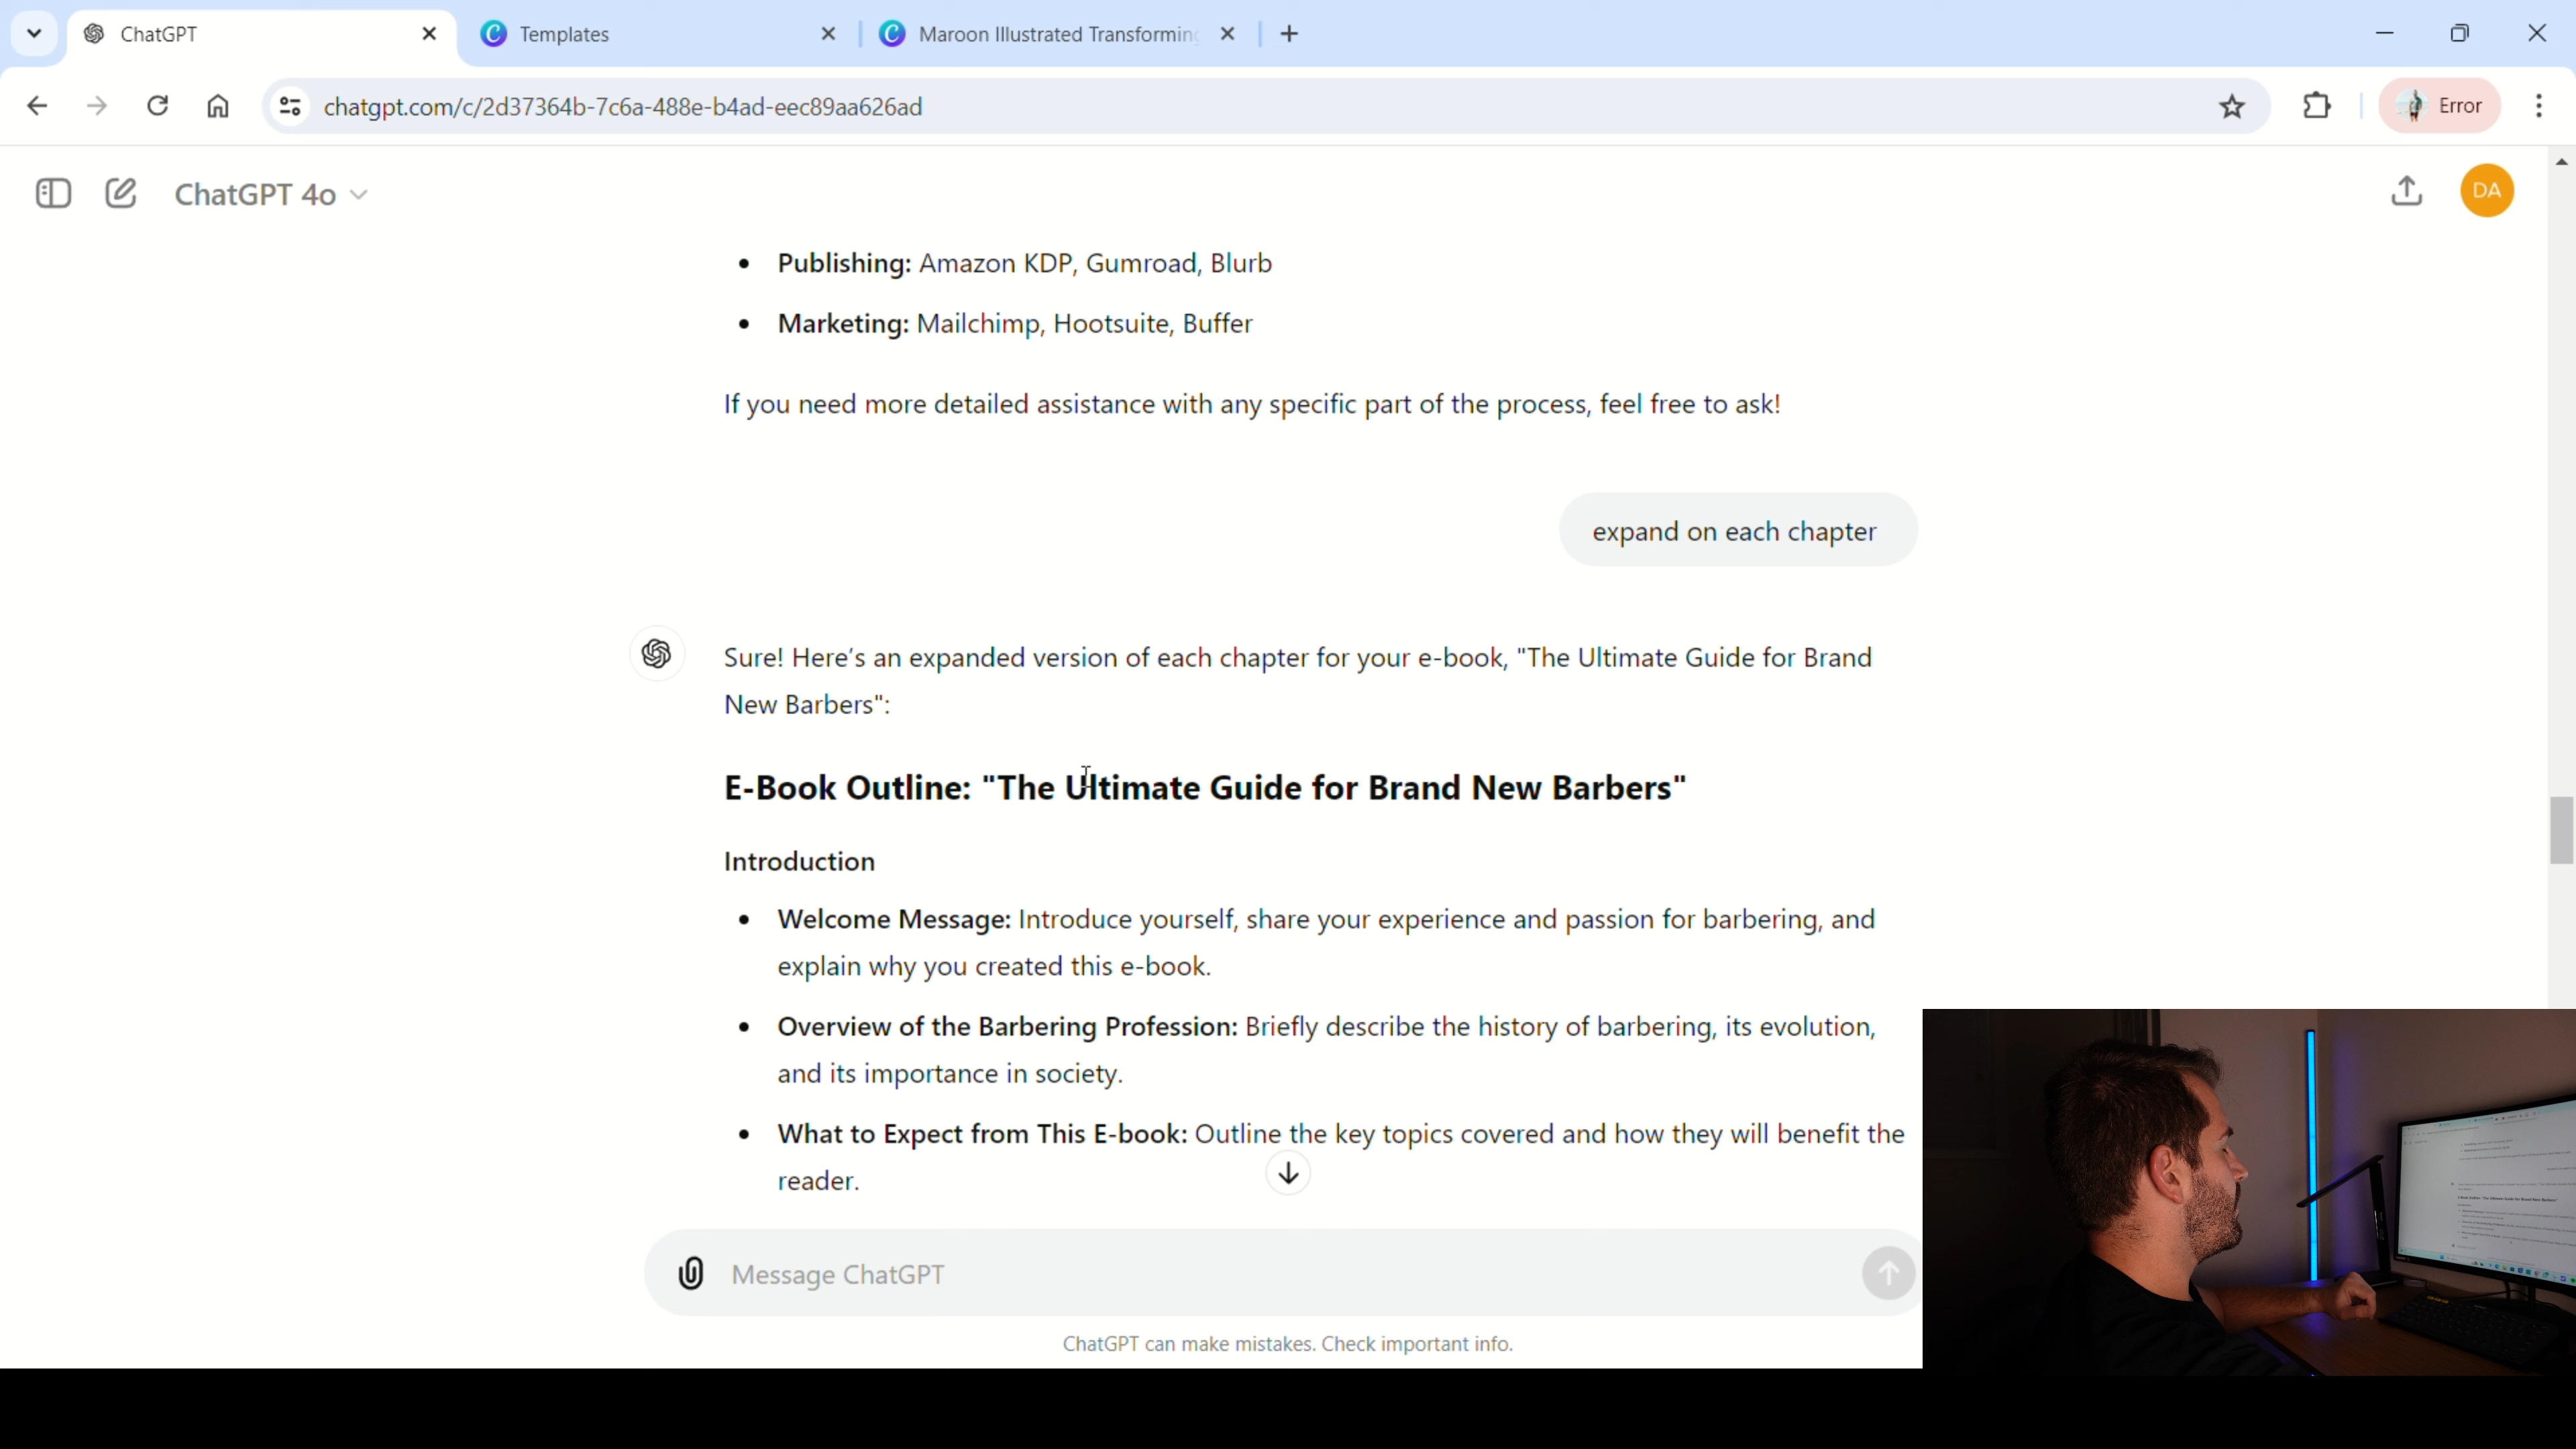 ChatGPT
Templates
Maroon Illustrated Transforming
chatgpt.com/c/2d37364b-7c6a-488e-b4ad-eec89aa626ad
Error
ChatGPT 4o
DA
• Publishing: Amazon KDP, Gumroad, Blurb
• Marketing: Mailchimp, Hootsuite, Buffer
If you need more detailed assistance with any specific part of the process, feel free to ask!
expand on each chapter
Sure! Here's an expanded version of each chapter for your e-book, "The Ultimate Guide for Brand
New Barbers":
E-Book Outline: "The Ultimate Guide for Brand New Barbers"
Introduction
• Welcome Message: Introduce yourself, share your experience and passion for barbering, and
explain why you created this e-book.
• Overview of the Barbering Profession: Briefly describe the history of barbering, its evolution,
and its importance in society.
• What to Expect from This E-book: Outline the key topics covered and how they will benefit the
reader.
Message ChatGPT
ChatGPT can make mistakes. Check important info.